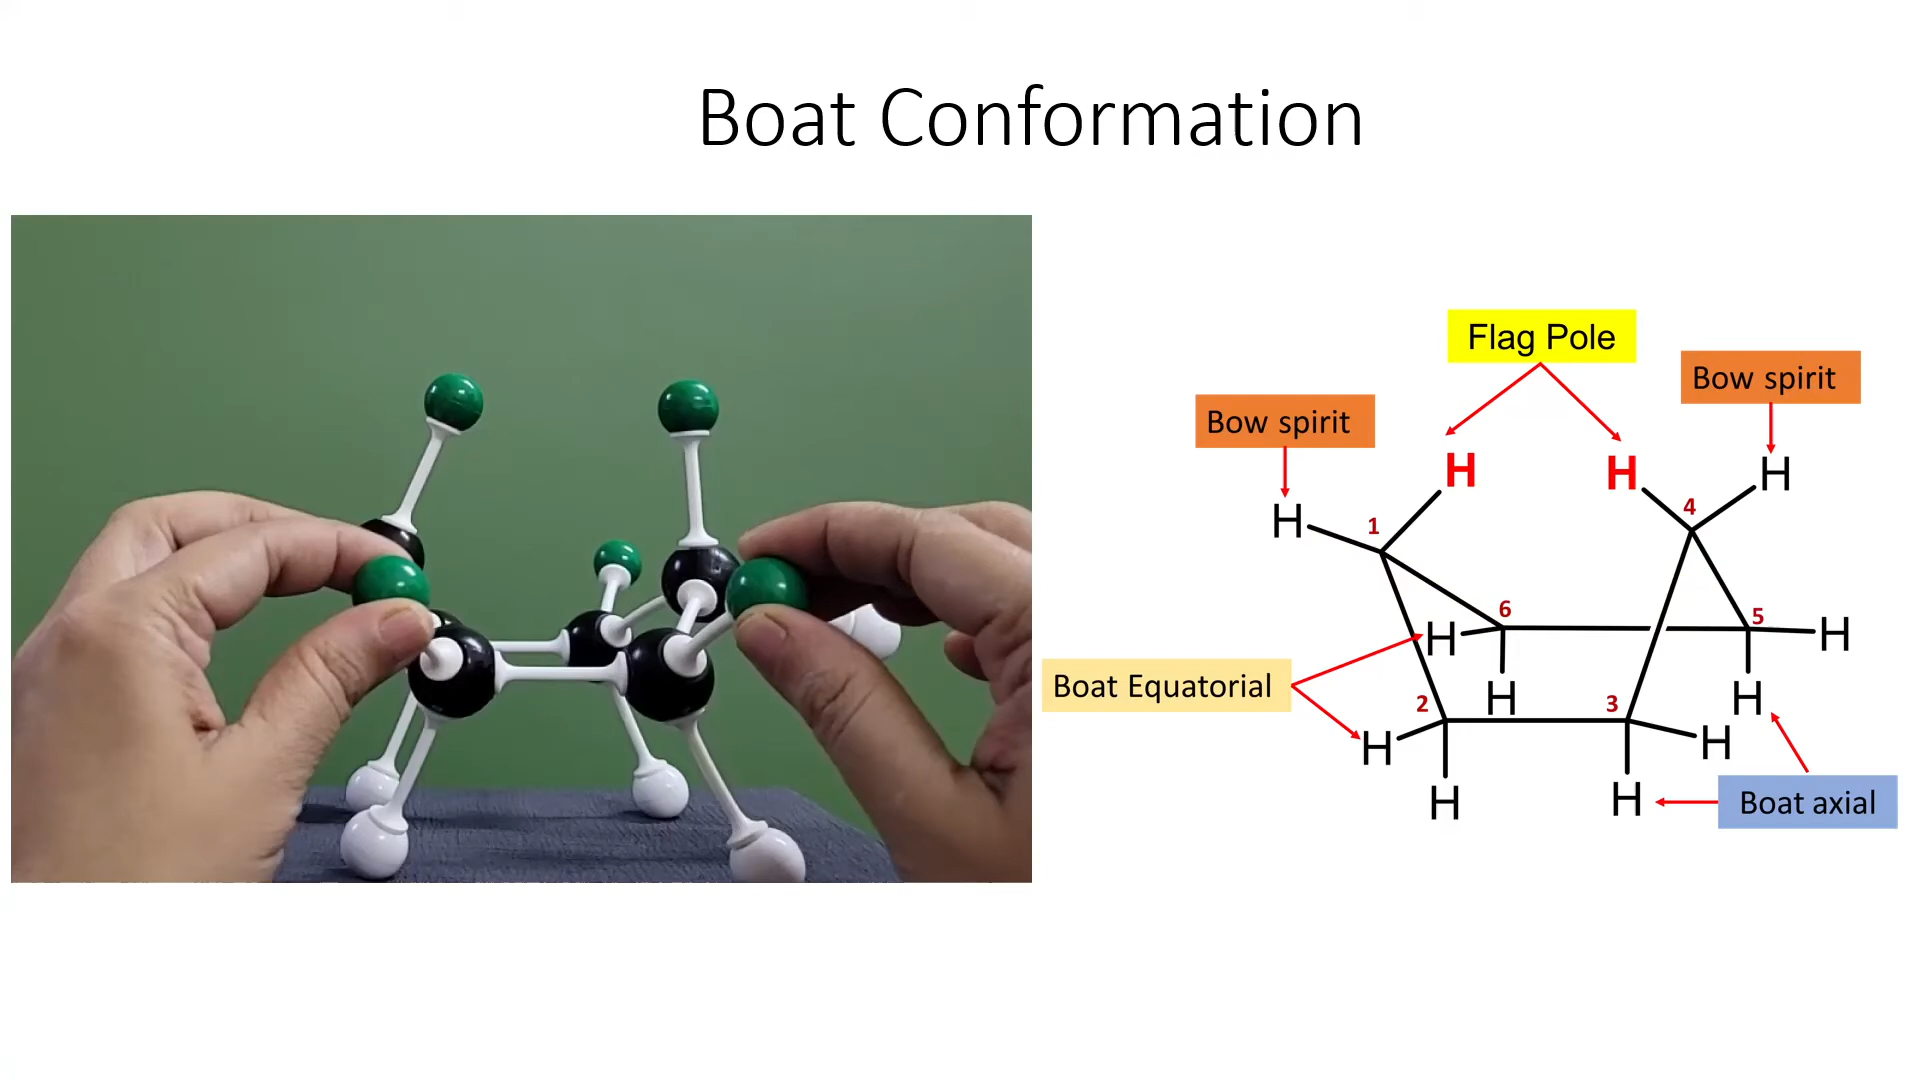 Boat Conformation
Flag Pole
Bow spirit
Bow spirit
H
H
H
H
1
4
6
5
H
H
Boat Equatorial
H
H
2
3
H
H
Boat axial
H
H